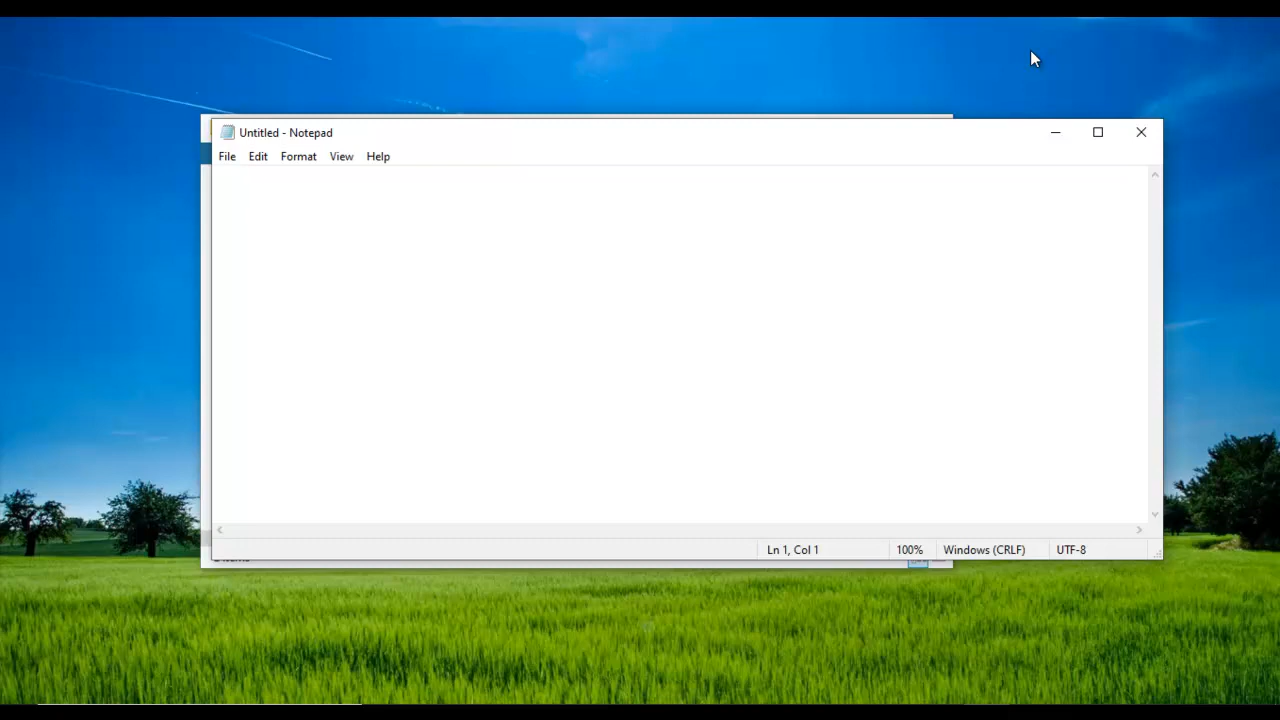 Untitled - Notepad
File Edit Format View Help
Ln 1, Col 1 100% Windows (CRLF) UTF-8